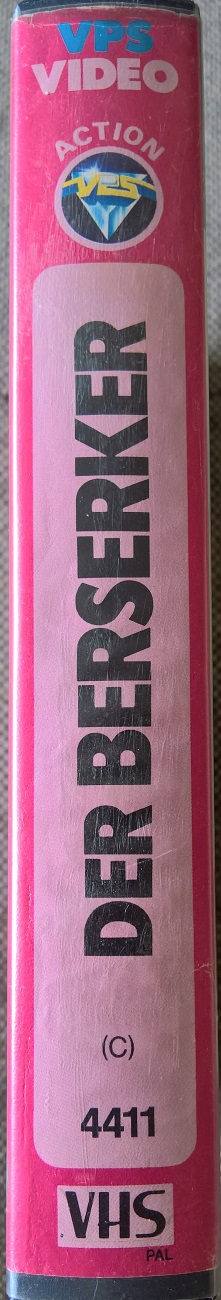 VPS
VIDEO
ACTION
VPS
DER BERSERKER
(C)
4411
VHS
PAL